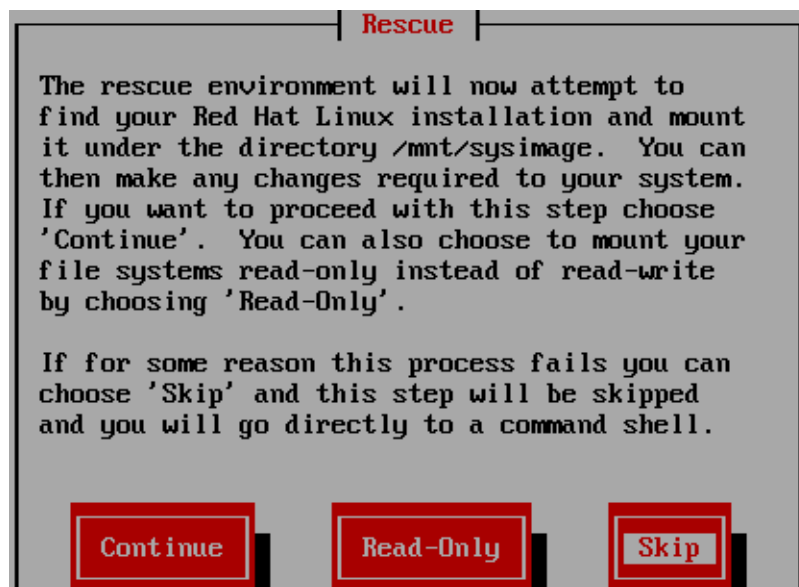 Rescue
The rescue environment will now attempt to
find your Red Hat Linux installation and mount
it under the directory /mnt/sysimage.  You can
then make any changes required to your system.
If you want to proceed with this step choose
'Continue'.  You can also choose to mount your
file systems read-only instead of read-write
by choosing 'Read-Only'.
If for some reason this process fails you can
choose 'Skip' and this step will be skipped
and you will go directly to a command shell.
Continue Read-Only Skip